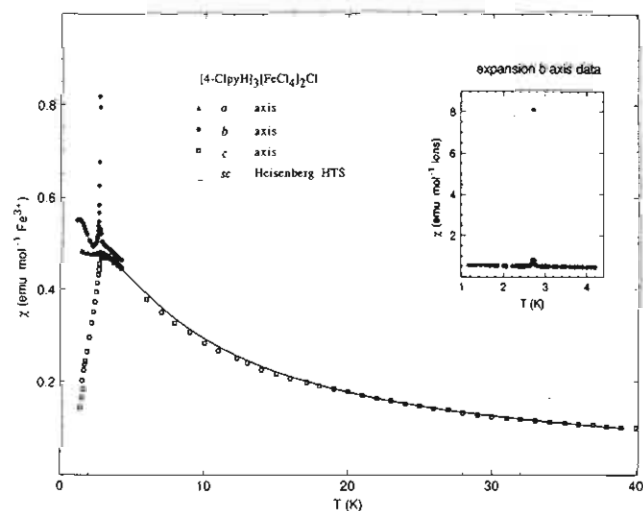 [4-ClpyH]3[FeCl4]2Cl
a axis
b axis
c axis
sc Heisenberg HTS
expansion b axis data
χ (emu mol⁻¹ ions)
8
6
4
2
1 2 3 4
T (K)
χ (emu mol⁻¹ Fe³⁺)
0.8
0.6
0.4
0.2
0 10 20 30 40
T (K)